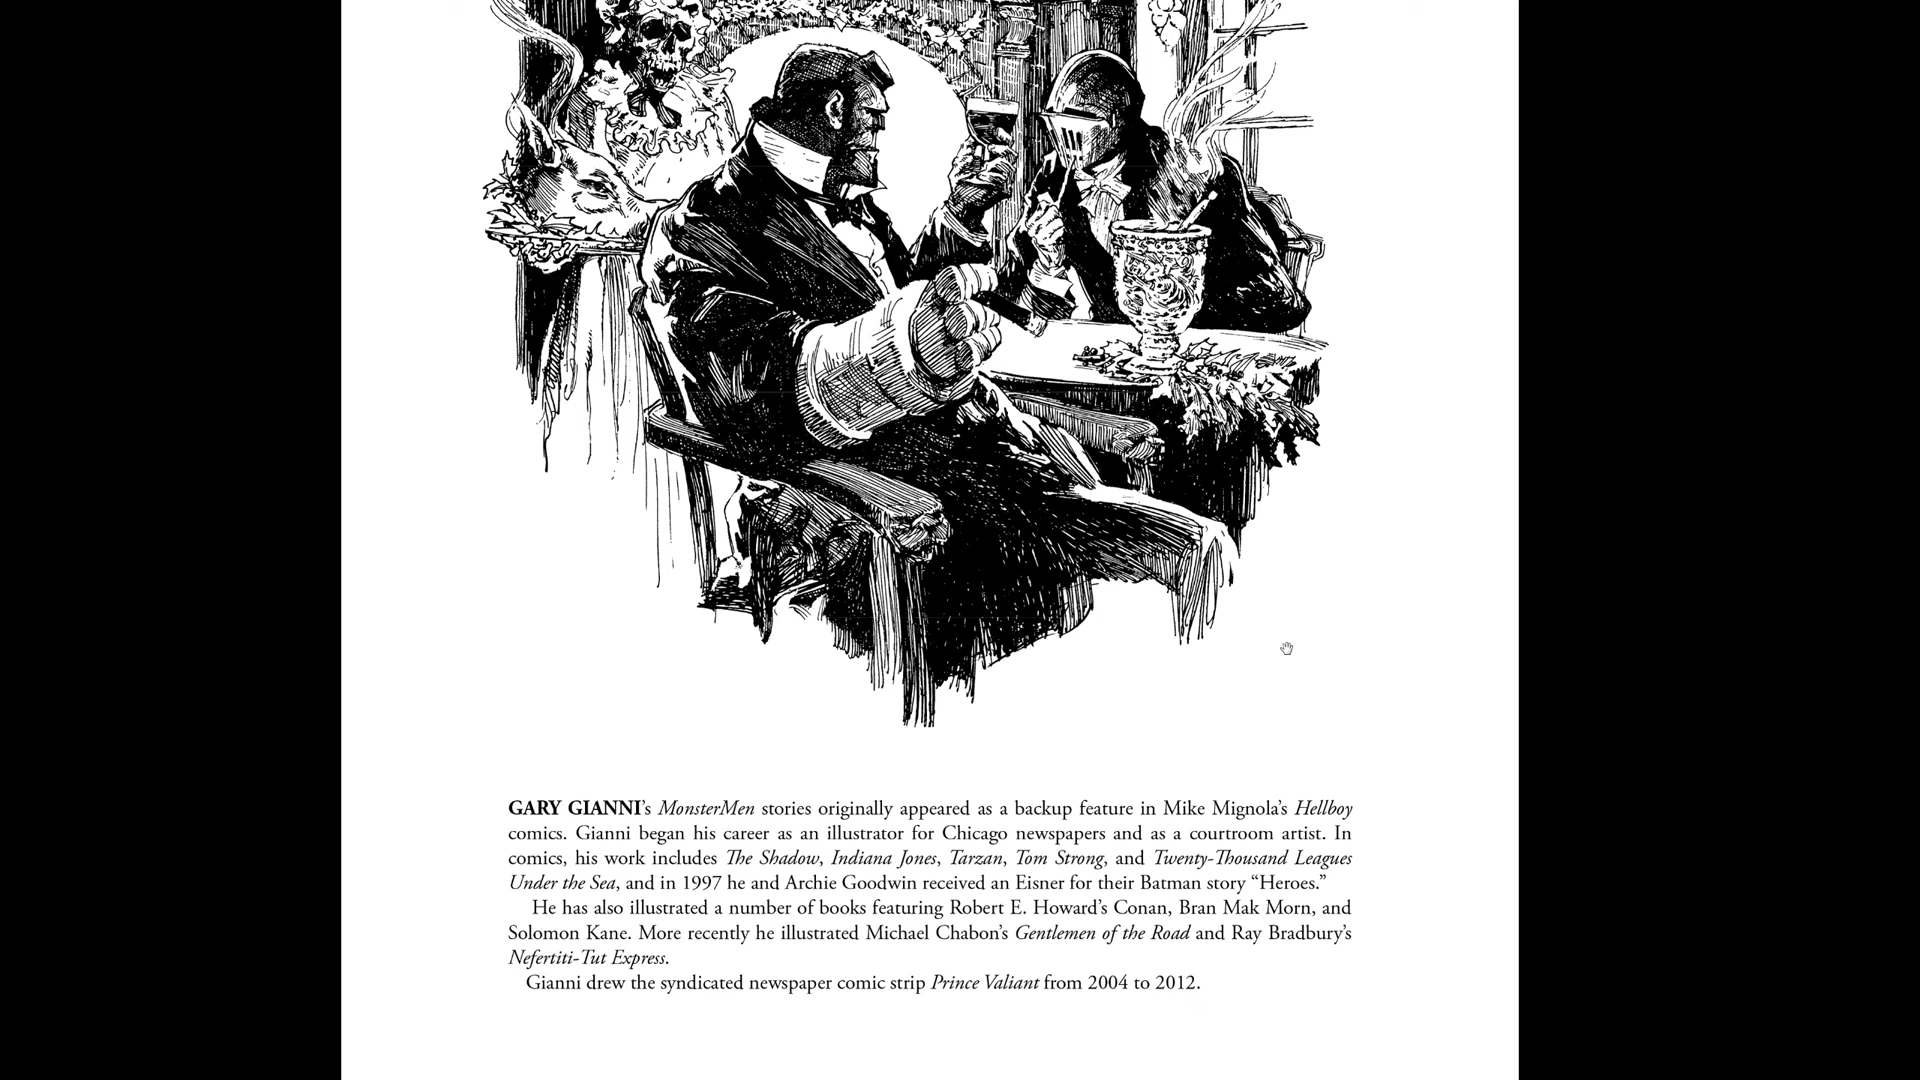 GARY GIANNI’s MonsterMen stories originally appeared as a backup feature in Mike Mignola’s Hellboy
comics. Gianni began his career as an illustrator for Chicago newspapers and as a courtroom artist. In
comics, his work includes The Shadow, Indiana Jones, Tarzan, Tom Strong, and Twenty-Thousand Leagues
Under the Sea, and in 1997 he and Archie Goodwin received an Eisner for their Batman story “Heroes.”
He has also illustrated a number of books featuring Robert E. Howard’s Conan, Bran Mak Morn, and
Solomon Kane. More recently he illustrated Michael Chabon’s Gentlemen of the Road and Ray Bradbury’s
Nefertiti-Tut Express.
Gianni drew the syndicated newspaper comic strip Prince Valiant from 2004 to 2012.